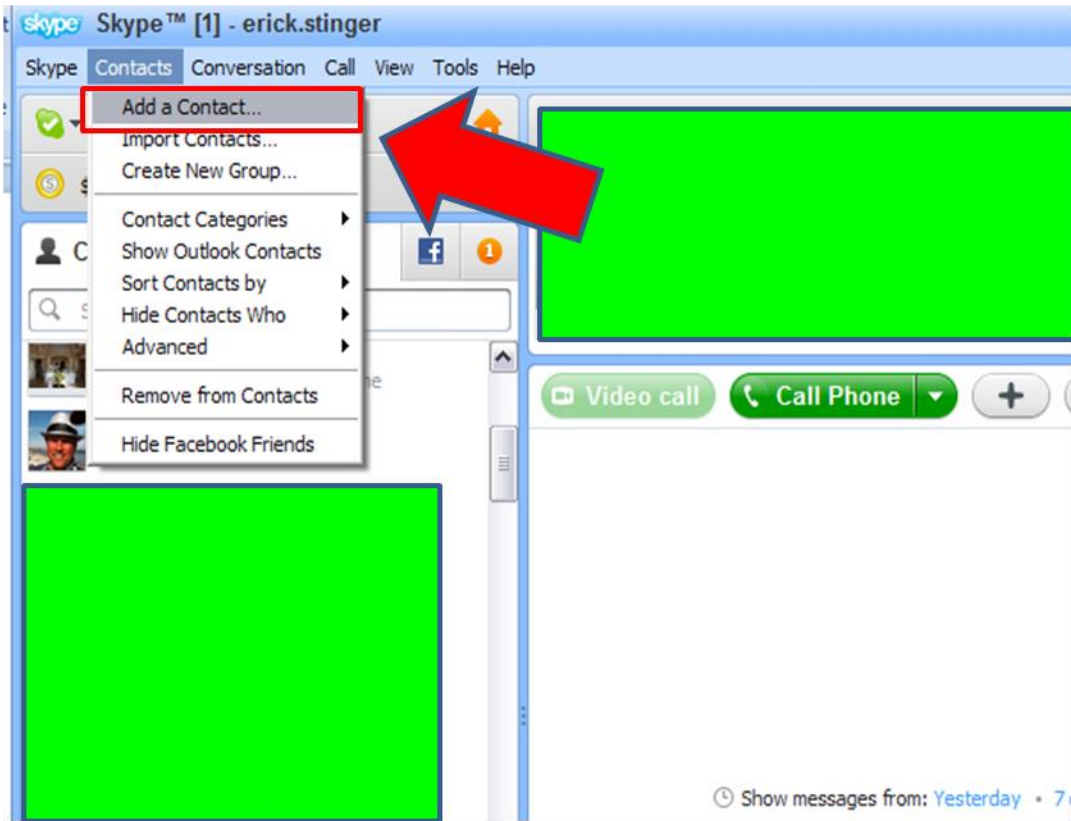 skype Skype™ [1] - erick.stinger
Skype Contacts Conversation Call View Tools Help
Add a Contact...
Import Contacts...
Create New Group...
$
Contact Categories
C
Show Outlook Contacts
1
Sort Contacts by
S
Hide Contacts Who
Advanced
Remove from Contacts
Hide Facebook Friends
Video call
Call Phone
Show messages from: Yesterday • 7